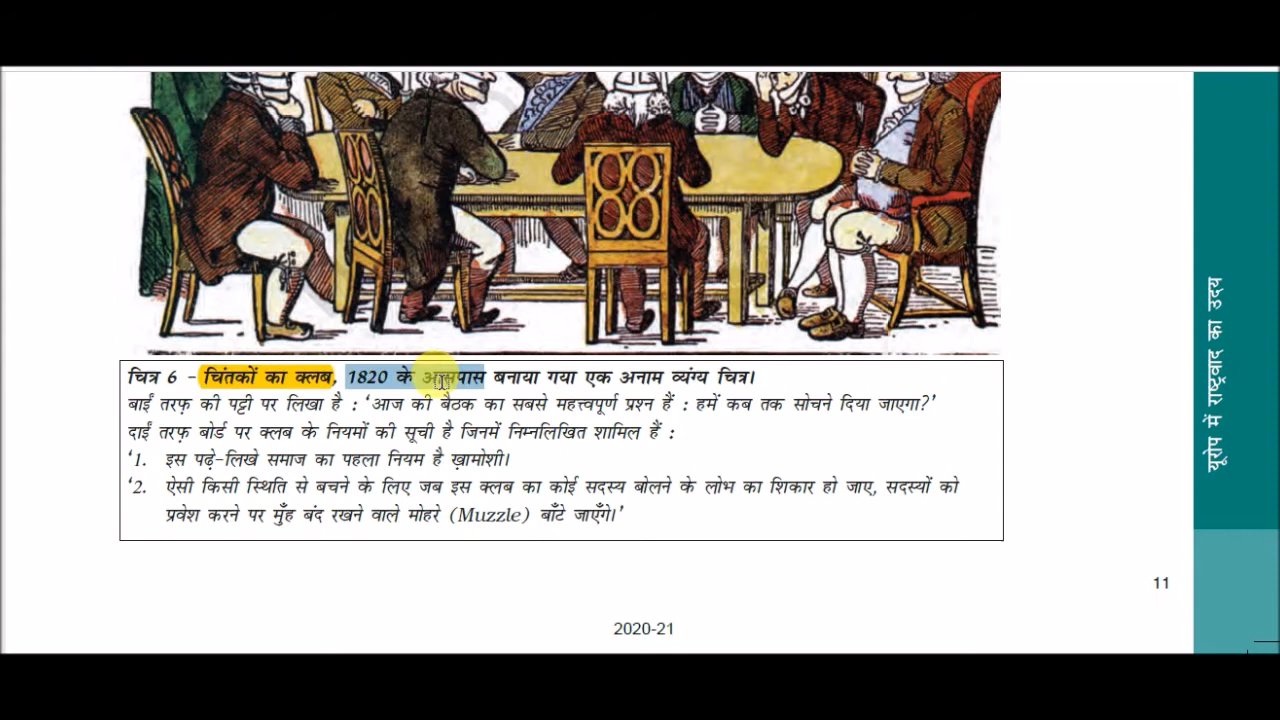 चित्र 6 – चिंतकों का क्लब, 1820 के आसपास बनाया गया एक अनाम व्यंग्य चित्र।
बाईं तरफ़ की पट्टी पर लिखा है : ‘आज की बैठक का सबसे महत्त्वपूर्ण प्रश्न हैं : हमें कब तक सोचने दिया जाएगा?’
दाईं तरफ़ बोर्ड पर क्लब के नियमों की सूची है जिनमें निम्नलिखित शामिल हैं :
‘1. इस पढ़े-लिखे समाज का पहला नियम है ख़ामोशी।
‘2. ऐसी किसी स्थिति से बचने के लिए जब इस क्लब का कोई सदस्य बोलने के लोभ का शिकार हो जाए, सदस्यों को
प्रवेश करने पर मुँह बंद रखने वाले मोहरे (Muzzle) बाँटे जाएँगे।’
यूरोप में राष्ट्रवाद का उदय
11
2020-21